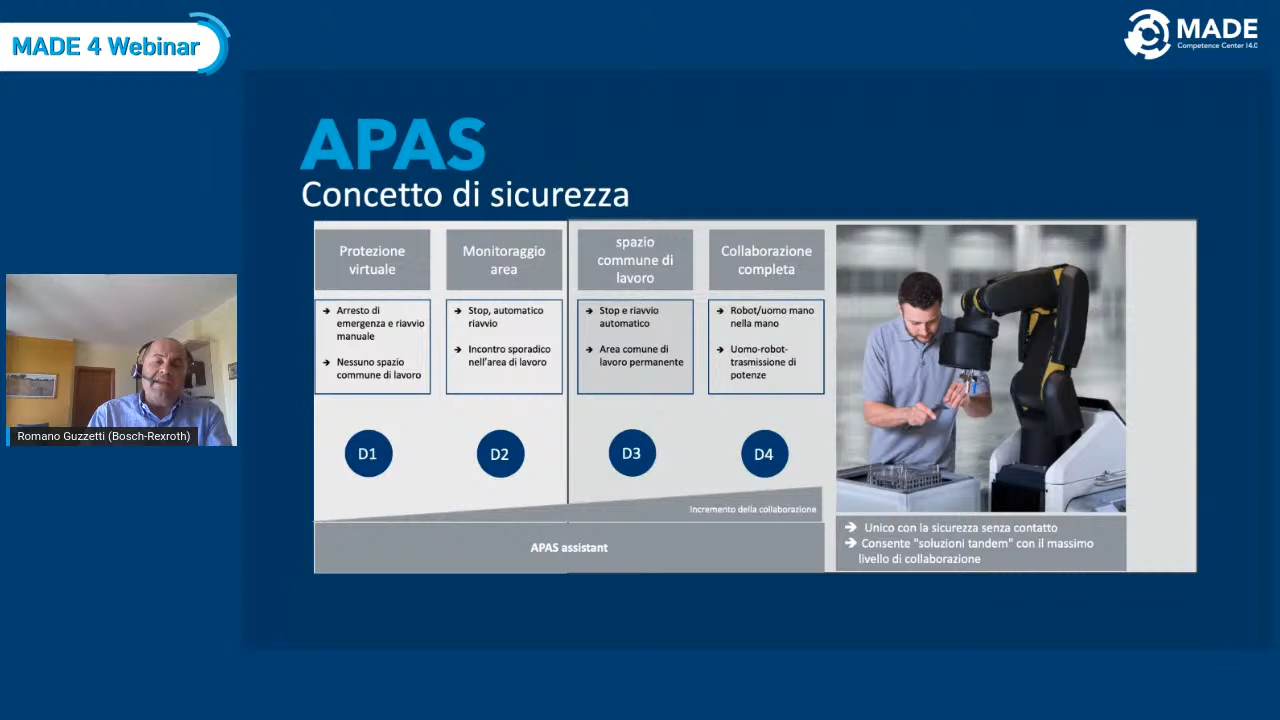 MADE 4 Webinar
MADE
Competence Center I4.0
APAS
Concetto di sicurezza
Protezione
virtuale
→ Arresto di
emergenza e riavvio
manuale
→ Nessuno spazio
commune di lavoro
D1
Monitoraggio
area
→ Stop, automatico
riavvio
→ Incontro sporadico
nell'area di lavoro
D2
spazio
commune di
lavoro
→ Stop e riavvio
automatico
→ Area comune di
lavoro permanente
D3
Collaborazione
completa
→ Robot/uomo mano
nella mano
→ Uomo-robot-
trasmissione di
potenze
D4
Incremento della collaborazione
APAS assistant
→ Unico con la sicurezza senza contatto
→ Consente "soluzioni tandem" con il massimo
livello di collaborazione
Romano Guzzetti (Bosch-Rexroth)